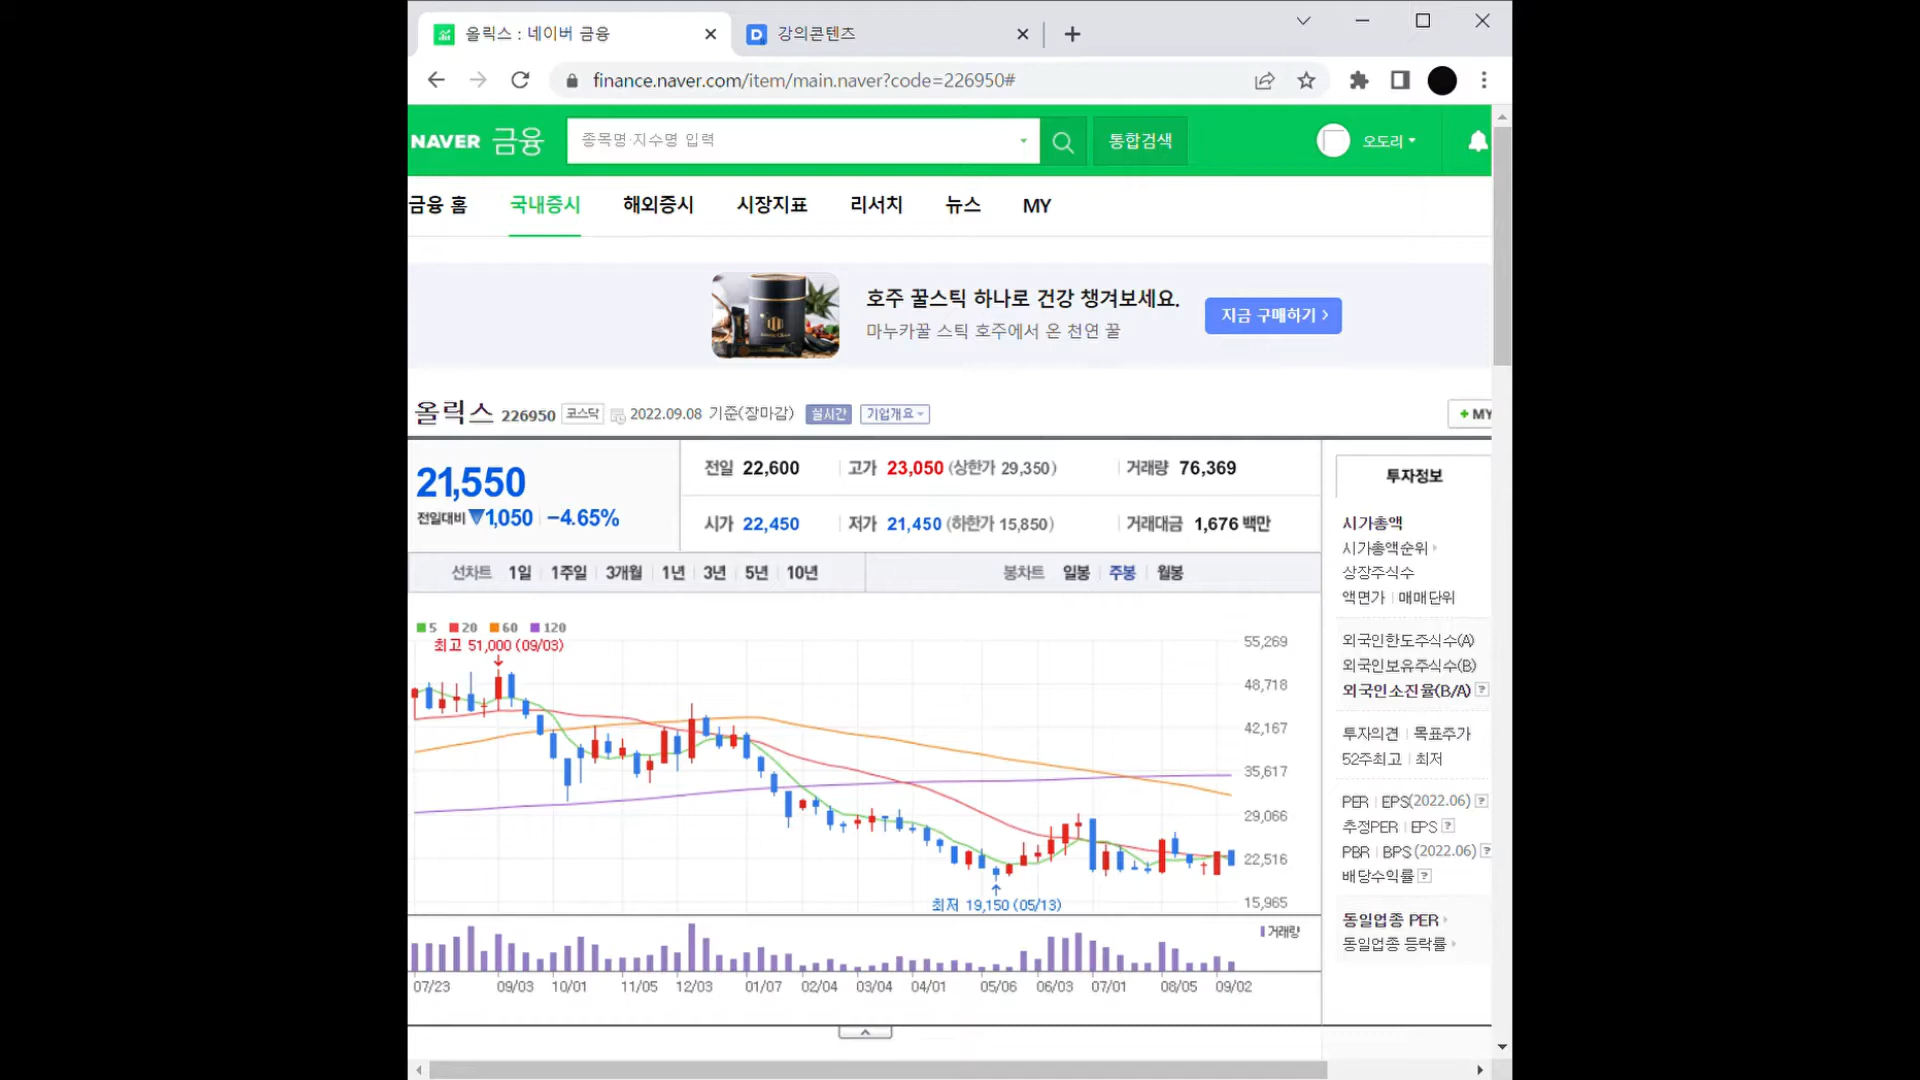 올릭스 : 네이버 금융
강의콘텐츠
finance.naver.com/item/main.naver?code=226950#
NAVER 금융
종목명·지수명 입력
통합검색
오도리
금융 홈 국내증시 해외증시 시장지표 리서치 뉴스 MY
호주 꿀스틱 하나로 건강 챙겨보세요.
마누카꿀 스틱 호주에서 온 천연 꿀
지금 구매하기 >
올릭스 226950 코스닥 2022.09.08 기준(장마감) 실시간 기업개요
+ MY
21,550
전일대비 ▼1,050 -4.65%
전일 22,600 고가 23,050 (상한가 29,350) 거래량 76,369
시가 22,450 저가 21,450 (하한가 15,850) 거래대금 1,676 백만
선차트 1일 1주일 3개월 1년 3년 5년 10년 봉차트 일봉 주봉 월봉
5 20 60 120
최고 51,000 (09/03)
55,269
48,718
42,167
35,617
29,066
22,516
15,965
최저 19,150 (05/13)
거래량
07/23 09/03 10/01 11/05 12/03 01/07 02/04 03/04 04/01 05/06 06/03 07/01 08/05 09/02
투자정보
시가총액
시가총액순위
상장주식수
액면가 | 매매단위
외국인한도주식수(A)
외국인보유주식수(B)
외국인소진율(B/A) ?
투자의견 | 목표주가
52주최고 | 최저
PER | EPS(2022.06) ?
추정PER | EPS ?
PBR | BPS (2022.06) ?
배당수익률 ?
동일업종 PER
동일업종 등락률